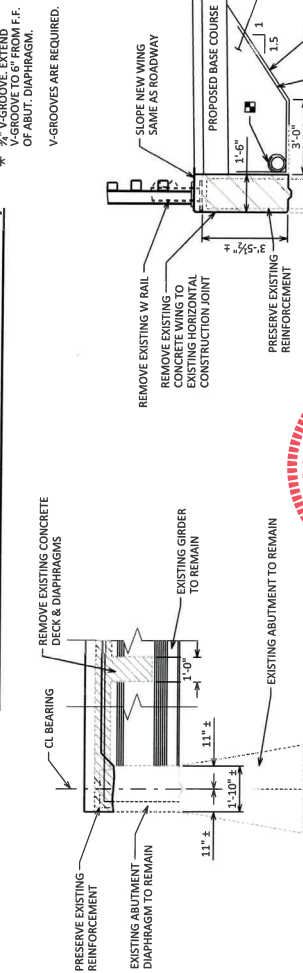 * ¾" V-GROOVE. EXTEND
V-GROOVE TO 6" FROM F.F.
OF ABUT. DIAPHRAGM.
V-GROOVES ARE REQUIRED.
SLOPE NEW WING
SAME AS ROADWAY
PROPOSED BASE COURSE
1
1.5
1'-6"
3'-0"
3'-5½" ±
REMOVE EXISTING W RAIL
REMOVE EXISTING
CONCRETE WING TO
EXISTING HORIZONTAL
CONSTRUCTION JOINT
PRESERVE EXISTING
REINFORCEMENT
CL BEARING
REMOVE EXISTING CONCRETE
DECK & DIAPHRAGMS
EXISTING GIRDER
TO REMAIN
1'-0"
PRESERVE EXISTING
REINFORCEMENT
EXISTING ABUTMENT
DIAPHRAGM TO REMAIN
11" ±
11" ±
1'-10" ±
EXISTING ABUTMENT TO REMAIN